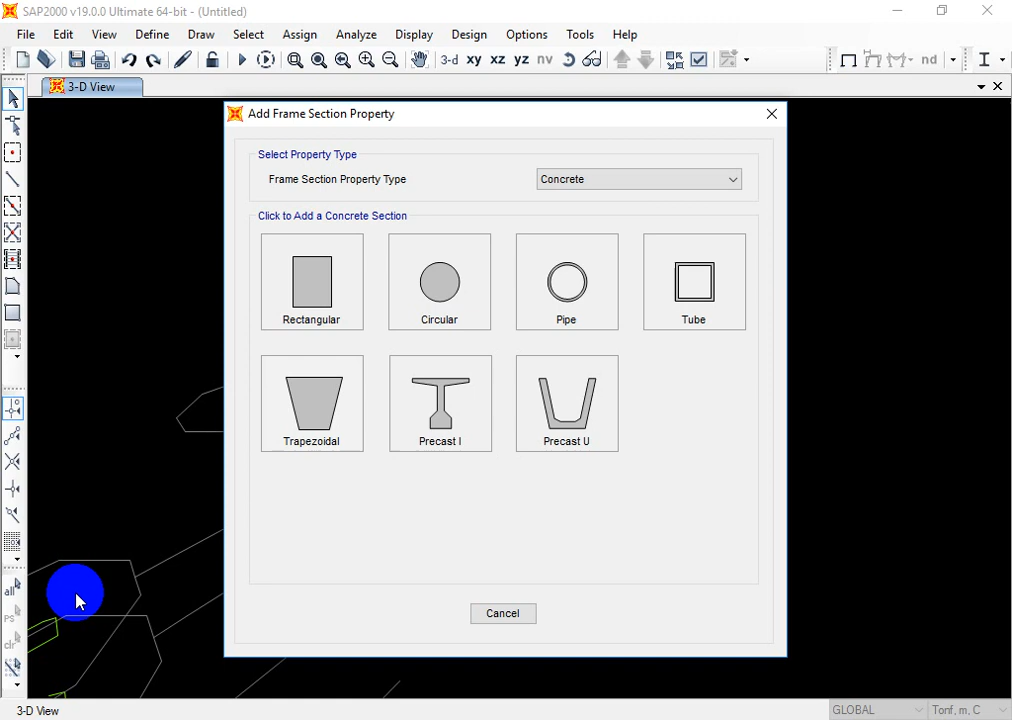 SAP2000 v19.0.0 Ultimate 64-bit - (Untitled)
File Edit View Define Draw Select Assign Analyze Display Design Options Tools Help
3-d xy xz yz nv nd
3-D View
Add Frame Section Property
Select Property Type
Frame Section Property Type Concrete
Click to Add a Concrete Section
Rectangular Circular Pipe Tube
Trapezoidal Precast I Precast U
Cancel
all
ps
clr
3-D View GLOBAL Tonf, m, C